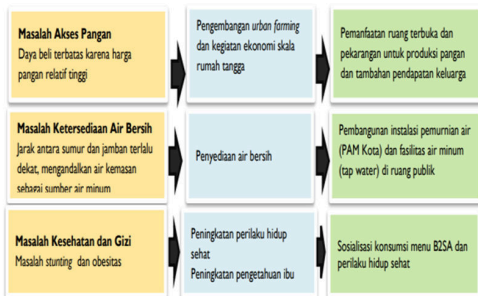 Masalah Akses Pangan
Daya beli terbatas karena harga
pangan relatif tinggi
Pengembangan urban farming
dan kegiatan ekonomi skala
rumah tangga
Pemanfaatan ruang terbuka dan
pekarangan untuk produksi pangan
dan tambahan pendapatan keluarga
Masalah Ketersediaan Air Bersih
Jarak antara sumur dan jamban terlalu
dekat, mengandalkan air kemasan
sebagai sumber air minum
Penyediaan air bersih
Pembangunan instalasi pemurnian air
(PAM Kota) dan fasilitas air minum
(tap water) di ruang publik
Masalah Kesehatan dan Gizi
Masalah stunting dan obesitas
Peningkatan perilaku hidup
sehat
Peningkatan pengetahuan ibu
Sosialisasi konsumsi menu B2SA dan
perilaku hidup sehat